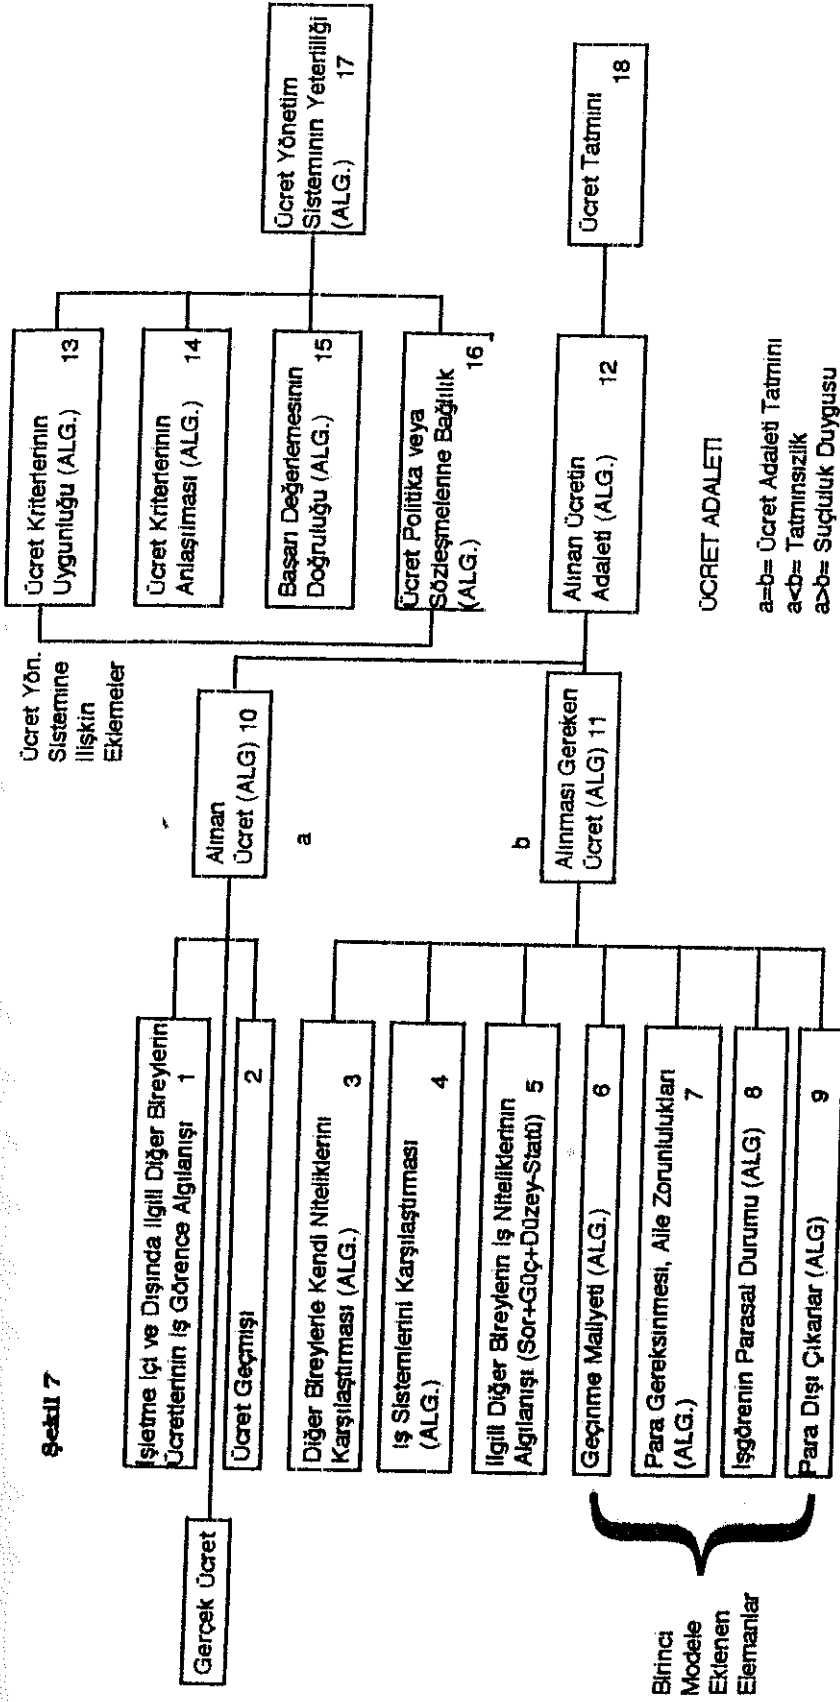 Şekil 7
Gerçek Ücret
İşletme İçi ve Dışında İlgili Diğer Bireylerin
Ücretlerinin İş Görence Algılanışı 1
Ücret Geçmişi 2
Diğer Bireylerle Kendi Niteliklerini
Karşılaştırması (ALG.) 3
İş Sistemlerini Karşılaştırması
(ALG.) 4
İlgili Diğer Bireylerin İş Niteliklerinin
Algılanışı (Sor+Güç+Düzey-Statü) 5
Geçinme Maliyeti (ALG.) 6
Para Gereksinmesi, Aile Zorunlulukları
(ALG.) 7
İşgörenin Parasal Durumu (ALG) 8
Para Dışı Çıkarlar (ALG) 9
Birinci
Modele
Eklenen
Elemanlar
Alınan
Ücret (ALG) 10
a
b
Alınması Gereken
Ücret (ALG) 11
Ücret Yön.
Sistemine
İlişkin
Eklemeler
Ücret Kriterlerinin
Uygunluğu (ALG.) 13
Ücret Kriterlerinin
Anlaşılması (ALG.) 14
Başarı Değerlemesinin
Doğruluğu (ALG.) 15
Ücret Politika veya
Sözleşmelerine Bağlılık
(ALG.) 16
Alınan Ücretin
Adaleti (ALG.) 12
Ücret Yönetim
Sisteminin Yeterliliği
(ALG.) 17
Ücret Tatmini
18
ÜCRET ADALETİ
a=b= Ücret Adaleti Tatmini
a<b= Tatminsizlik
a>b= Suçluluk Duygusu